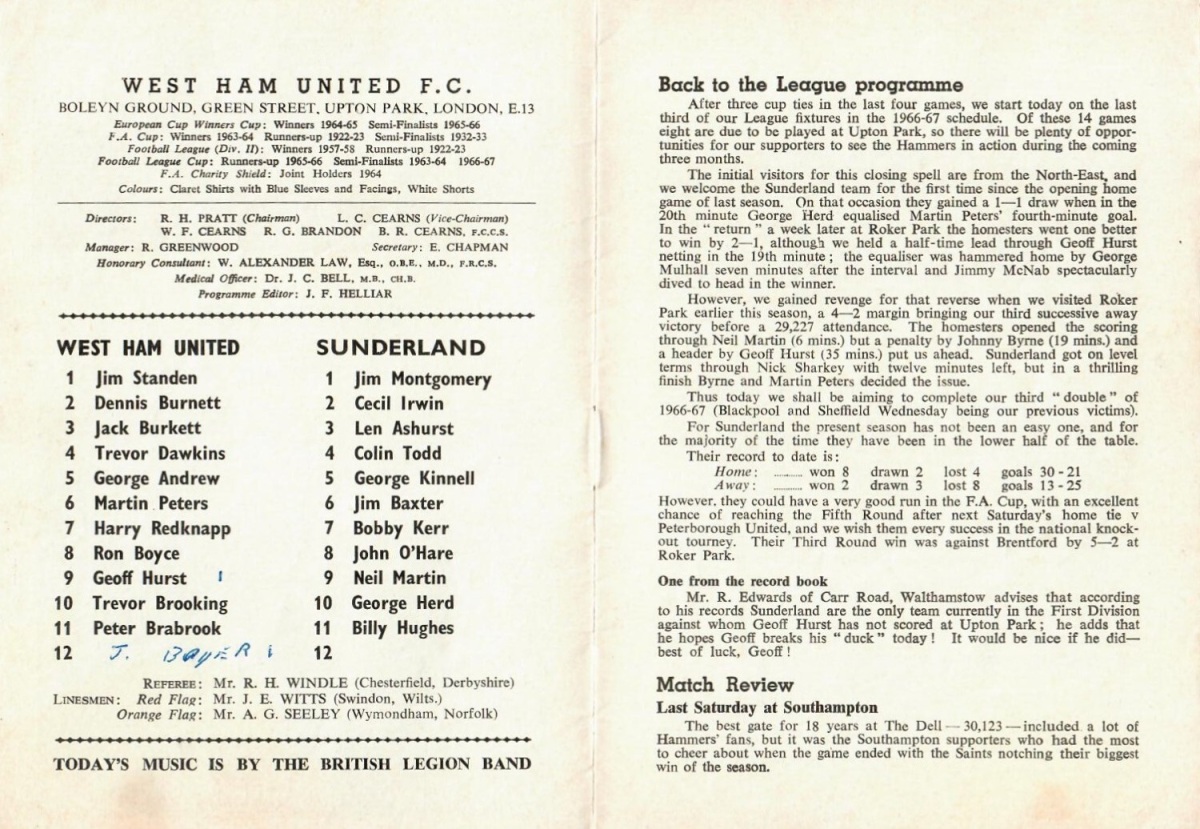 WEST HAM UNITED F.C.
BOLEYN GROUND, GREEN STREET, UPTON PARK, LONDON, E.13
European Cup Winners Cup: Winners 1964-65 Semi-Finalists 1965-66
F.A. Cup: Winners 1963-64 Runners-up 1922-23 Semi-Finalists 1932-33
Football League (Div. II): Winners 1957-58 Runners-up 1922-23
Football League Cup: Runners-up 1965-66 Semi-Finalists 1963-64 1966-67
F.A. Charity Shield: Joint Holders 1964
Colours: Claret Shirts with Blue Sleeves and Facings, White Shorts
Directors: R. H. PRATT (Chairman) L. C. CEARNS (Vice-Chairman)
W. F. CEARNS R. G. BRANDON B. R. CEARNS, F.C.C.S.
Manager: R. GREENWOOD Secretary: E. CHAPMAN
Honorary Consultant: W. ALEXANDER LAW, Esq., O.B.E., M.D., F.R.C.S.
Medical Officer: Dr. J. C. BELL, M.B., CH.B.
Programme Editor: J. F. HELLIAR
WEST HAM UNITED
1 Jim Standen
2 Dennis Burnett
3 Jack Burkett
4 Trevor Dawkins
5 George Andrew
6 Martin Peters
7 Harry Redknapp
8 Ron Boyce
9 Geoff Hurst 1
10 Trevor Brooking
11 Peter Brabrook
12 J.
SUNDERLAND
1 Jim Montgomery
2 Cecil Irwin
3 Len Ashurst
4 Colin Todd
5 George Kinnell
6 Jim Baxter
7 Bobby Kerr
8 John O'Hare
9 Neil Martin
10 George Herd
11 Billy Hughes
12
REFEREE: Mr. R. H. WINDLE (Chesterfield, Derbyshire)
LINESMEN: Red Flag: Mr. J. E. WITTS (Swindon, Wilts.)
Orange Flag: Mr. A. G. SEELEY (Wymondham, Norfolk)
TODAY'S MUSIC IS BY THE BRITISH LEGION BAND
Back to the League programme
After three cup ties in the last four games, we start today on the last
third of our League fixtures in the 1966-67 schedule. Of these 14 games
eight are due to be played at Upton Park, so there will be plenty of oppor-
tunities for our supporters to see the Hammers in action during the coming
three months.
The initial visitors for this closing spell are from the North-East, and
we welcome the Sunderland team for the first time since the opening home
game of last season. On that occasion they gained a 1—1 draw when in the
20th minute George Herd equalised Martin Peters' fourth-minute goal.
In the "return" a week later at Roker Park the homesters went one better
to win by 2—1, although we held a half-time lead through Geoff Hurst
netting in the 19th minute; the equaliser was hammered home by George
Mulhall seven minutes after the interval and Jimmy McNab spectacularly
dived to head in the winner.
However, we gained revenge for that reverse when we visited Roker
Park earlier this season, a 4—2 margin bringing our third successive away
victory before a 29,227 attendance. The homesters opened the scoring
through Neil Martin (6 mins.) but a penalty by Johnny Byrne (19 mins.) and
a header by Geoff Hurst (35 mins.) put us ahead. Sunderland got on level
terms through Nick Sharkey with twelve minutes left, but in a thrilling
finish Byrne and Martin Peters decided the issue.
Thus today we shall be aiming to complete our third "double" of
1966-67 (Blackpool and Sheffield Wednesday being our previous victims).
For Sunderland the present season has not been an easy one, and for
the majority of the time they have been in the lower half of the table.
Their record to date is:
Home: .......... won 8 drawn 2 lost 4 goals 30 - 21
Away: .......... won 2 drawn 3 lost 8 goals 13 - 25
However, they could have a very good run in the F.A. Cup, with an excellent
chance of reaching the Fifth Round after next Saturday's home tie v
Peterborough United, and we wish them every success in the national knock-
out tourney. Their Third Round win was against Brentford by 5—2 at
Roker Park.
One from the record book
Mr. R. Edwards of Carr Road, Walthamstow advises that according
to his records Sunderland are the only team currently in the First Division
against whom Geoff Hurst has not scored at Upton Park; he adds that
he hopes Geoff breaks his "duck" today! It would be nice if he did—
best of luck, Geoff!
Match Review
Last Saturday at Southampton
The best gate for 18 years at The Dell — 30,123 — included a lot of
Hammers' fans, but it was the Southampton supporters who had the most
to cheer about when the game ended with the Saints notching their biggest
win of the season.